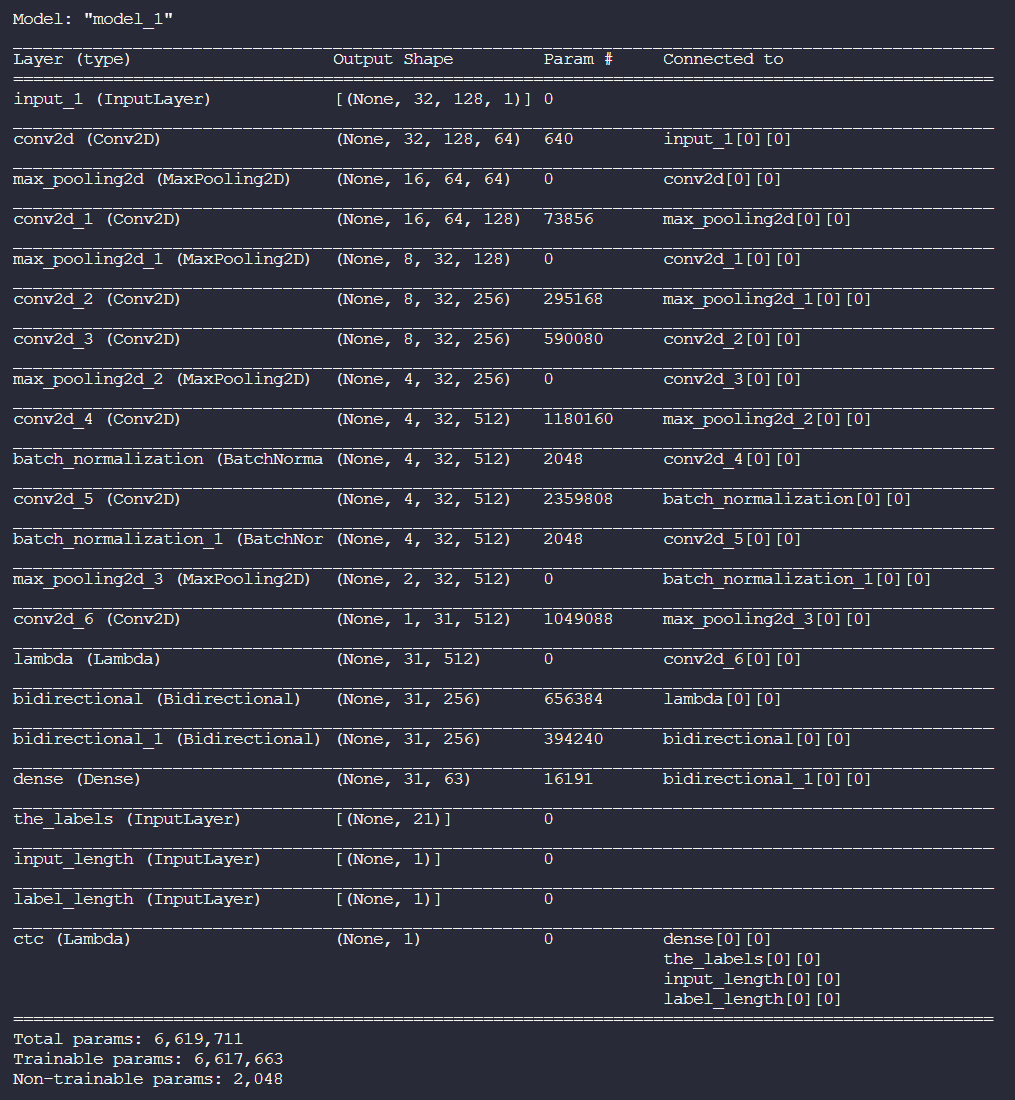 Model: "model_1"
Layer (type) Output Shape Param # Connected to
input_1 (InputLayer) [(None, 32, 128, 1)] 0
conv2d (Conv2D) (None, 32, 128, 64) 640 input_1[0][0]
max_pooling2d (MaxPooling2D) (None, 16, 64, 64) 0 conv2d[0][0]
conv2d_1 (Conv2D) (None, 16, 64, 128) 73856 max_pooling2d[0][0]
max_pooling2d_1 (MaxPooling2D) (None, 8, 32, 128) 0 conv2d_1[0][0]
conv2d_2 (Conv2D) (None, 8, 32, 256) 295168 max_pooling2d_1[0][0]
conv2d_3 (Conv2D) (None, 8, 32, 256) 590080 conv2d_2[0][0]
max_pooling2d_2 (MaxPooling2D) (None, 4, 32, 256) 0 conv2d_3[0][0]
conv2d_4 (Conv2D) (None, 4, 32, 512) 1180160 max_pooling2d_2[0][0]
batch_normalization (BatchNorma (None, 4, 32, 512) 2048 conv2d_4[0][0]
conv2d_5 (Conv2D) (None, 4, 32, 512) 2359808 batch_normalization[0][0]
batch_normalization_1 (BatchNor (None, 4, 32, 512) 2048 conv2d_5[0][0]
max_pooling2d_3 (MaxPooling2D) (None, 2, 32, 512) 0 batch_normalization_1[0][0]
conv2d_6 (Conv2D) (None, 1, 31, 512) 1049088 max_pooling2d_3[0][0]
lambda (Lambda) (None, 31, 512) 0 conv2d_6[0][0]
bidirectional (Bidirectional) (None, 31, 256) 656384 lambda[0][0]
bidirectional_1 (Bidirectional) (None, 31, 256) 394240 bidirectional[0][0]
dense (Dense) (None, 31, 63) 16191 bidirectional_1[0][0]
the_labels (InputLayer) [(None, 21)] 0
input_length (InputLayer) [(None, 1)] 0
label_length (InputLayer) [(None, 1)] 0
ctc (Lambda) (None, 1) 0 dense[0][0]
the_labels[0][0]
input_length[0][0]
label_length[0][0]
Total params: 6,619,711
Trainable params: 6,617,663
Non-trainable params: 2,048